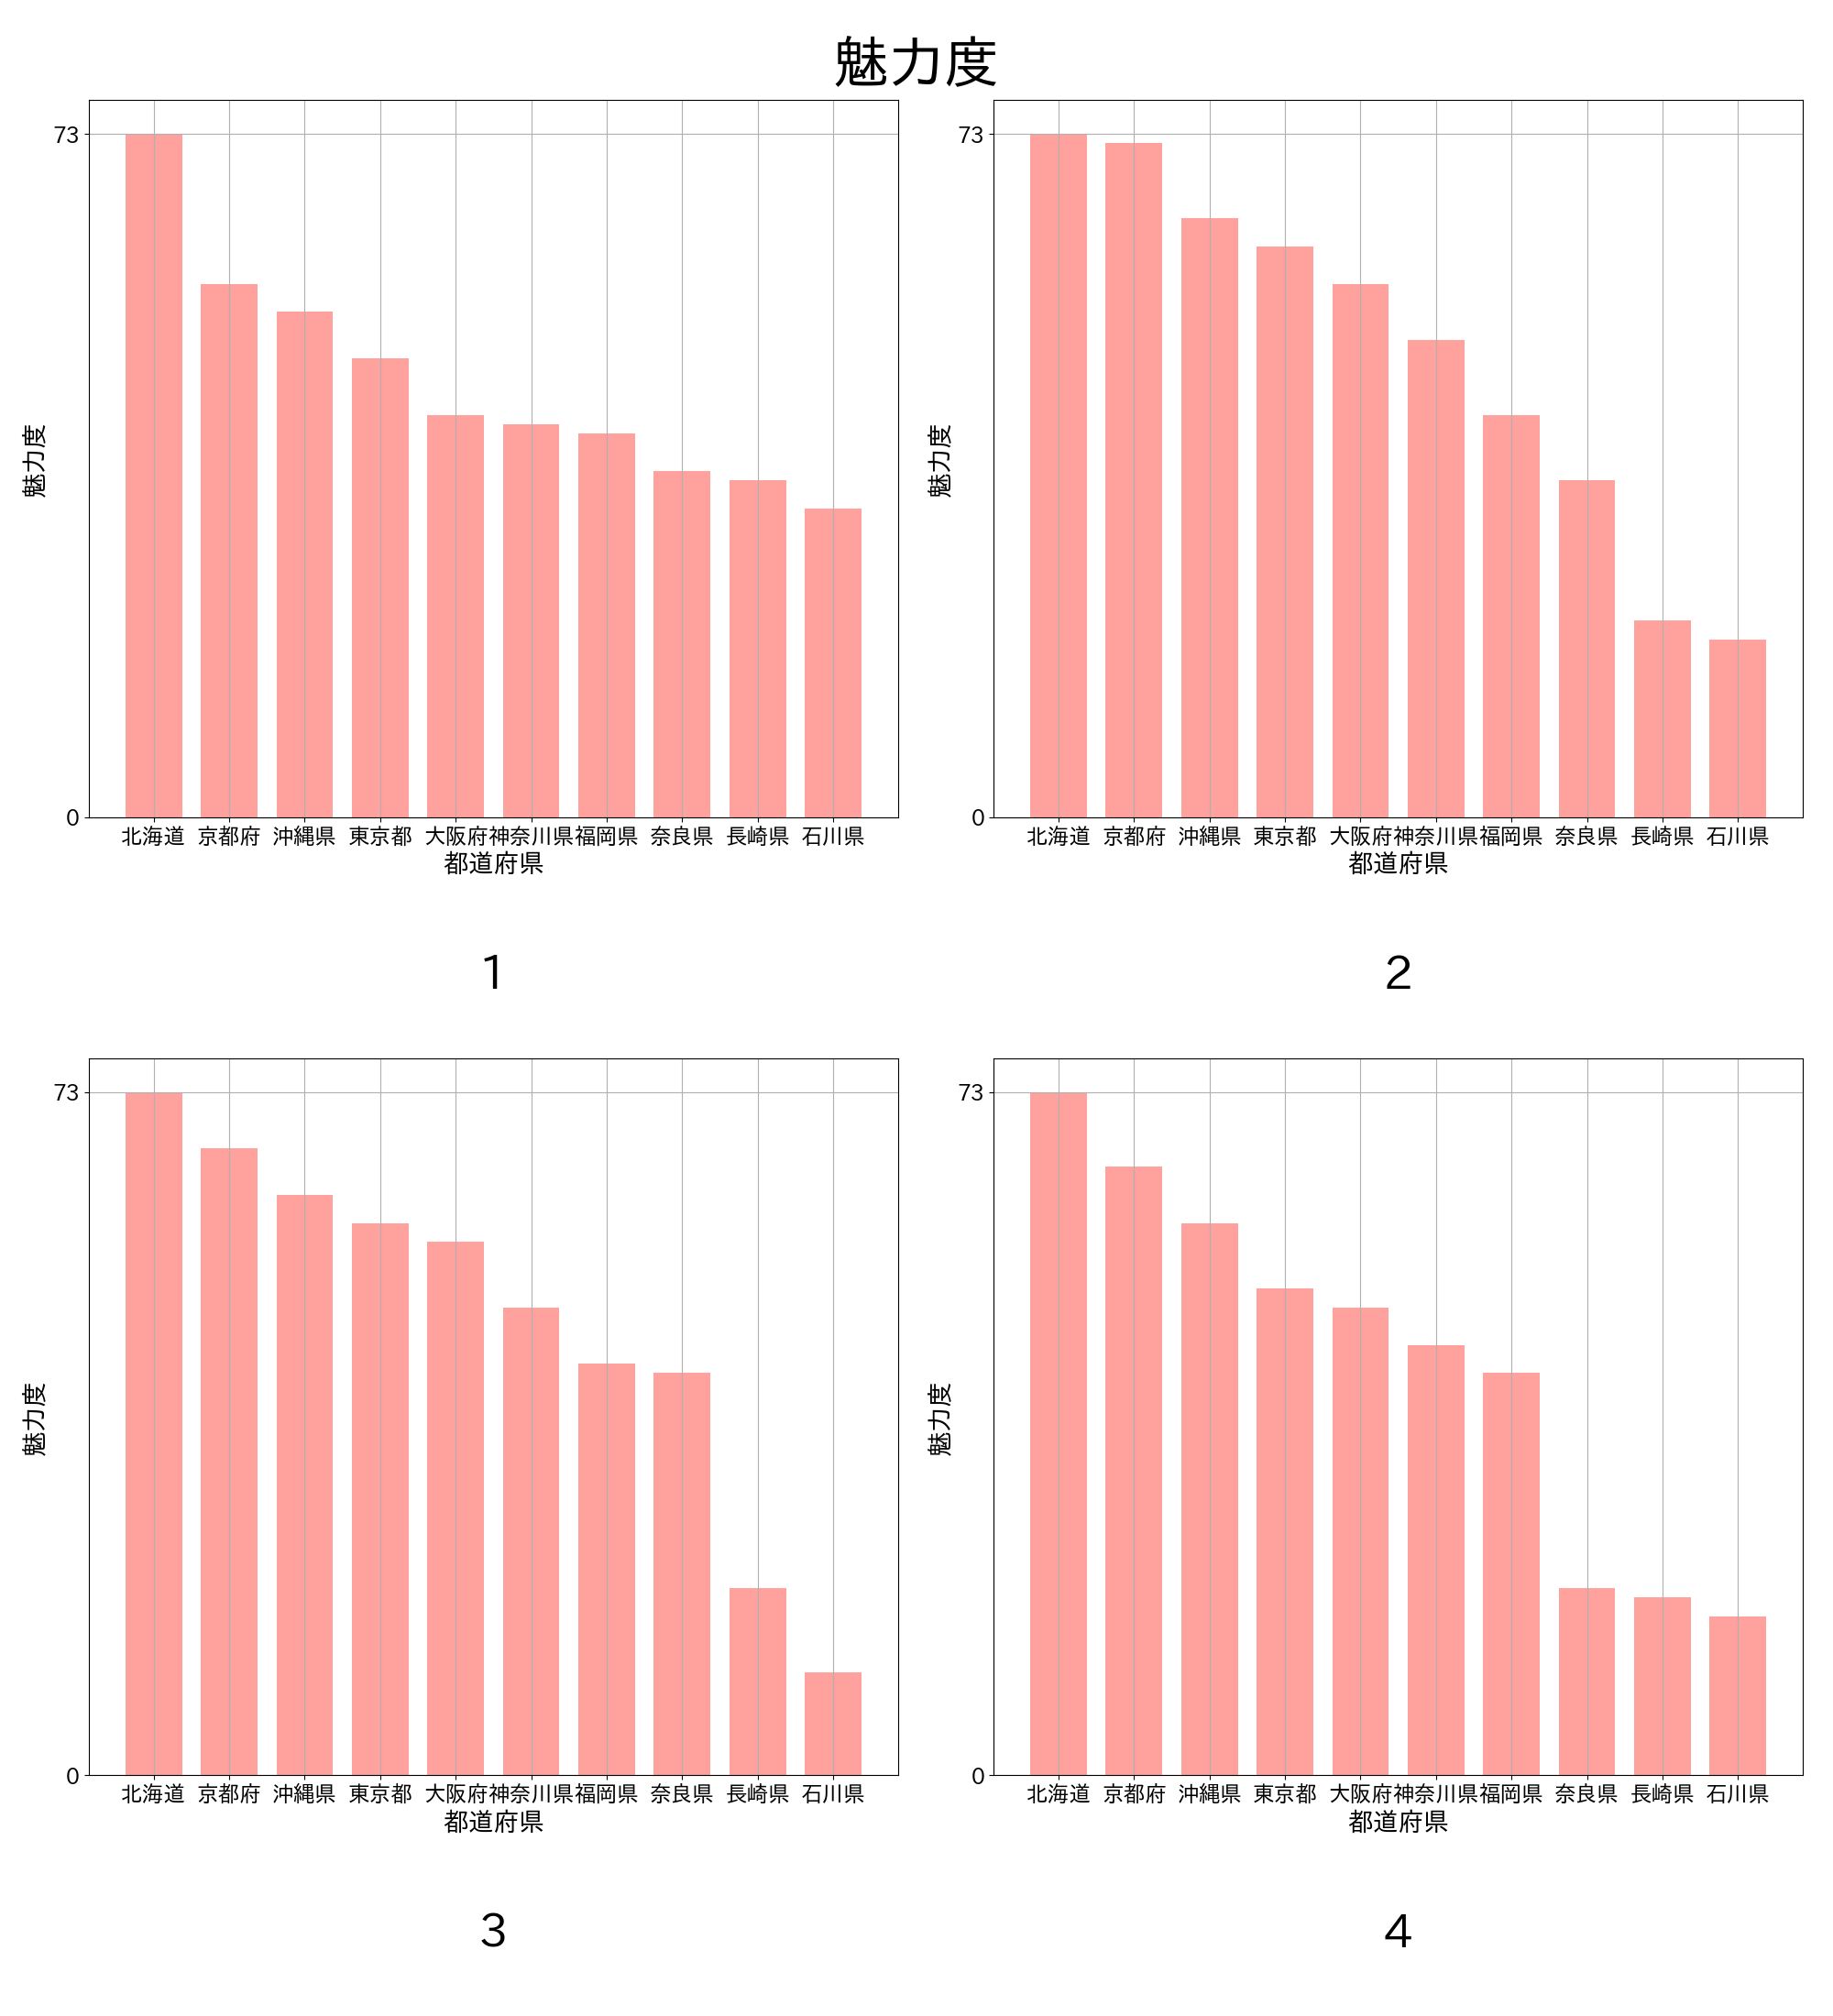 魅力度
73
0
魅力度
北海道 京都府 沖縄県 東京都 大阪府 神奈川県 福岡県 奈良県 長崎県 石川県
都道府県
1
73
0
魅力度
北海道 京都府 沖縄県 東京都 大阪府 神奈川県 福岡県 奈良県 長崎県 石川県
都道府県
2
73
0
魅力度
北海道 京都府 沖縄県 東京都 大阪府 神奈川県 福岡県 奈良県 長崎県 石川県
都道府県
3
73
0
魅力度
北海道 京都府 沖縄県 東京都 大阪府 神奈川県 福岡県 奈良県 長崎県 石川県
都道府県
4